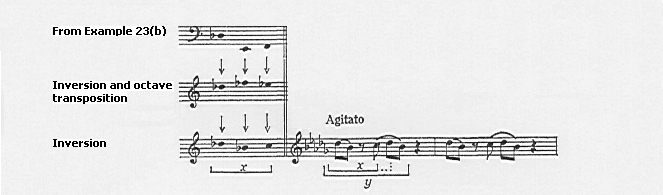 From Example 23(b)
Inversion and octave
transposition
Agitato
Inversion
x
x
y